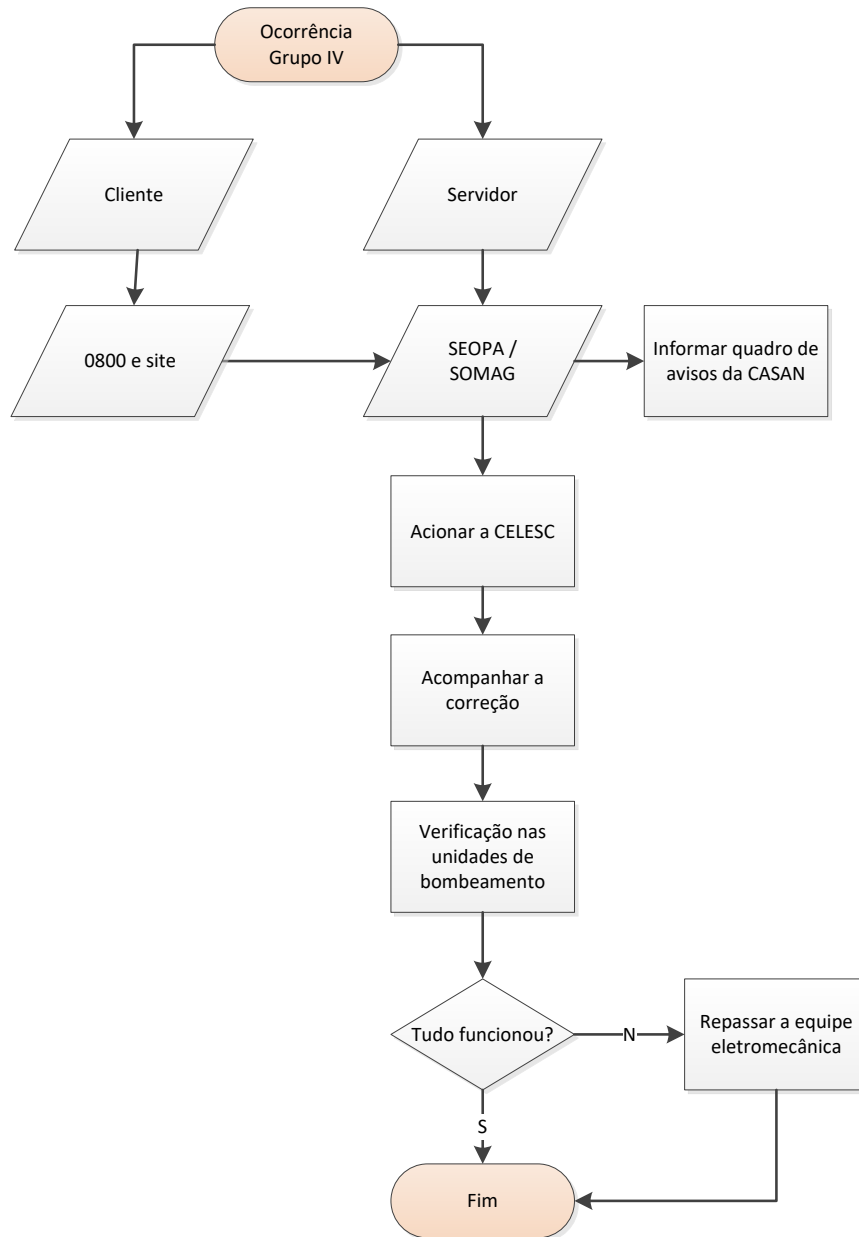 Ocorrência
Grupo IV
Cliente
Servidor
0800 e site
SEOPA /
SOMAG
Informar quadro de
avisos da CASAN
Acionar a CELESC
Acompanhar a
correção
Verificação nas
unidades de
bombeamento
Tudo funcionou?
N
Repassar a equipe
eletromecânica
S
Fim